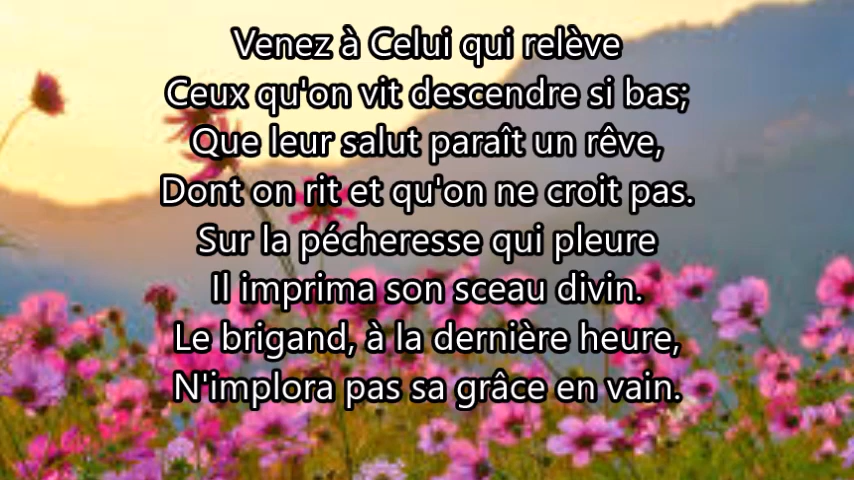 Venez à Celui qui relève
Ceux qu'on vit descendre si bas;
Que leur salut paraît un rêve,
Dont on rit et qu'on ne croit pas.
Sur la pécheresse qui pleure
Il imprima son sceau divin.
Le brigand, à la dernière heure,
N'implora pas sa grâce en vain.